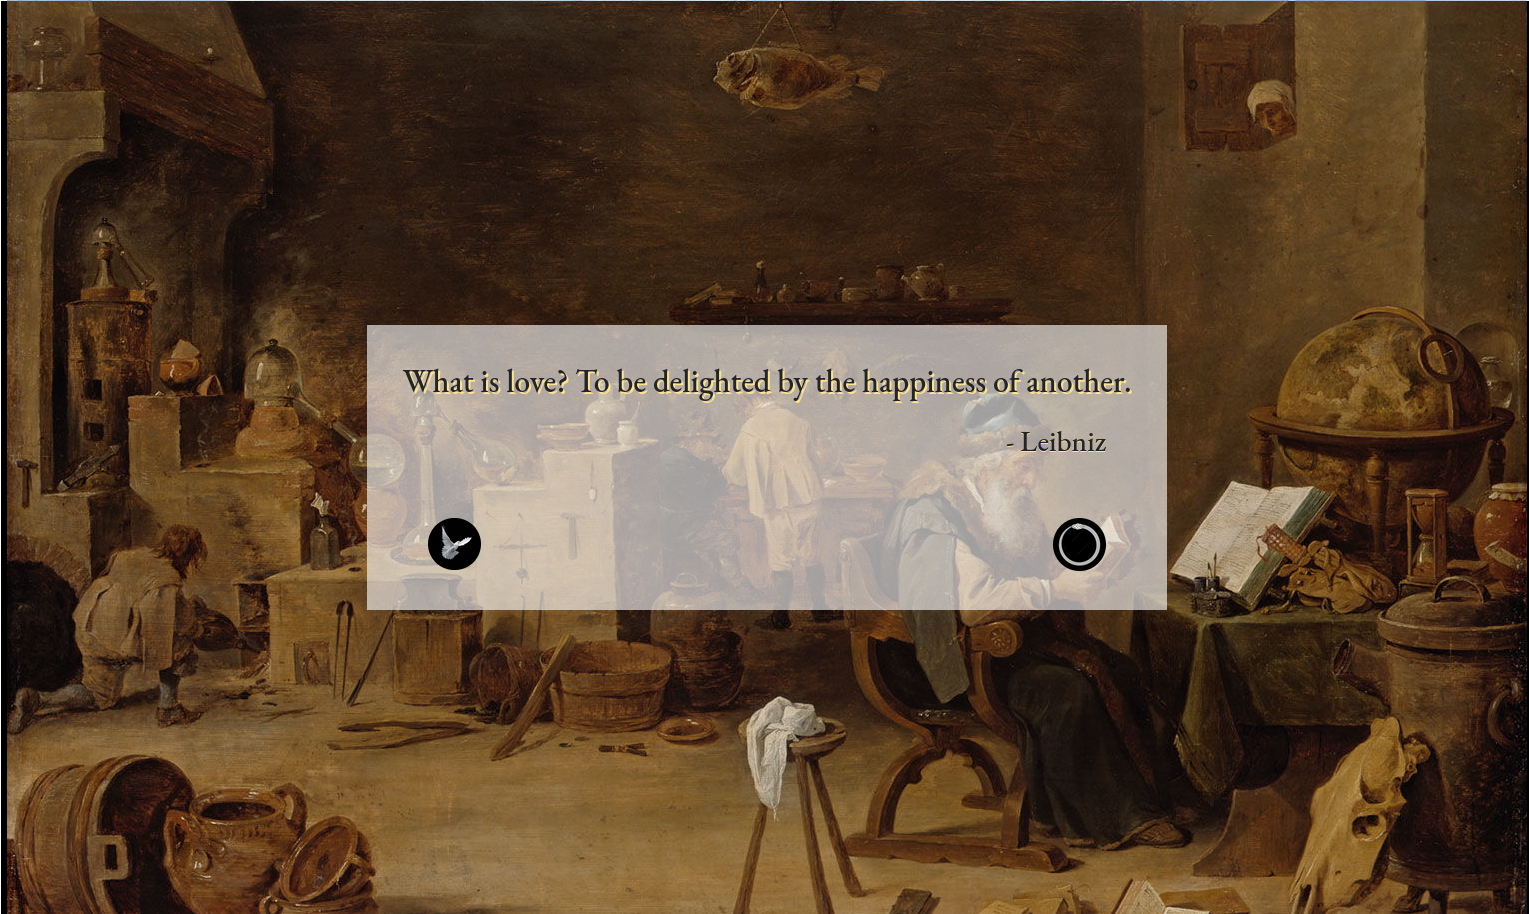 What is love? To be delighted by the happiness of another.
- Leibniz